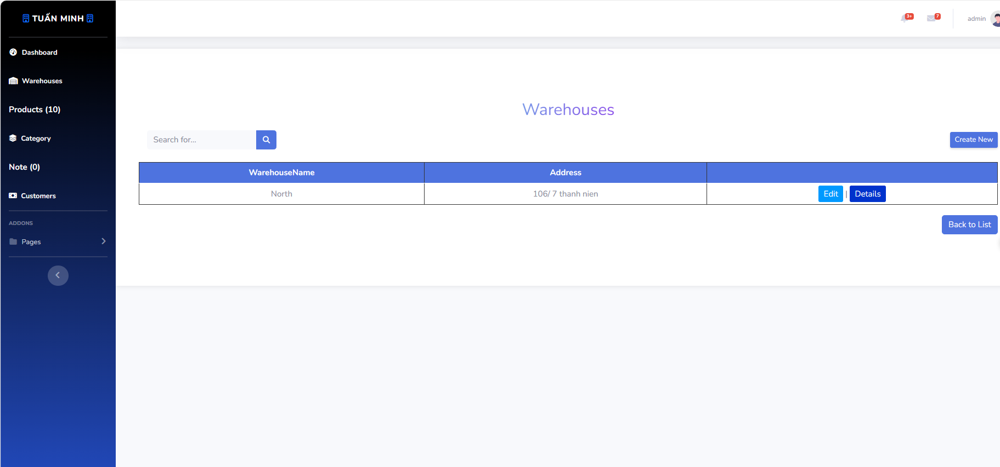 TUẤN MINH
3+
7
admin
Dashboard
Warehouses
Products (10)
Category
Note (0)
Customers
ADDONS
Pages
Warehouses
Search for...
Create New
WarehouseName Address
North 106/ 7 thanh nien Edit | Details
Back to List